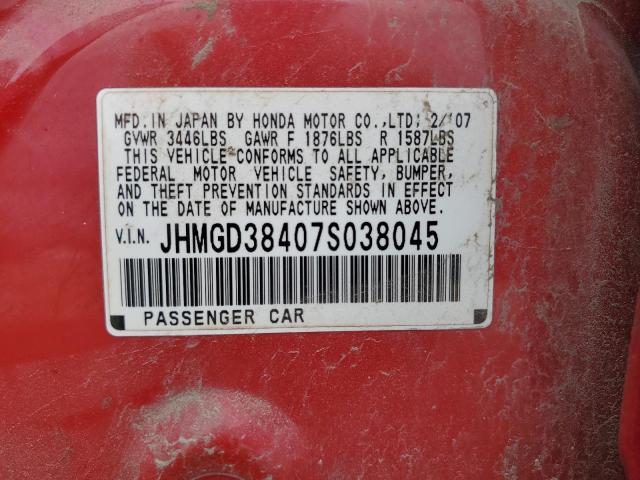 MFD. IN JAPAN BY HONDA MOTOR CO.,LTD; 2/'07
GVWR 3446LBS GAWR F 1876LBS R 1587LBS
THIS VEHICLE CONFORMS TO ALL APPLICABLE
FEDERAL MOTOR VEHICLE SAFETY, BUMPER,
AND THEFT PREVENTION STANDARDS IN EFFECT
ON THE DATE OF MANUFACTURE SHOWN ABOVE.
V.I.N. JHMGD38407S038045
PASSENGER CAR